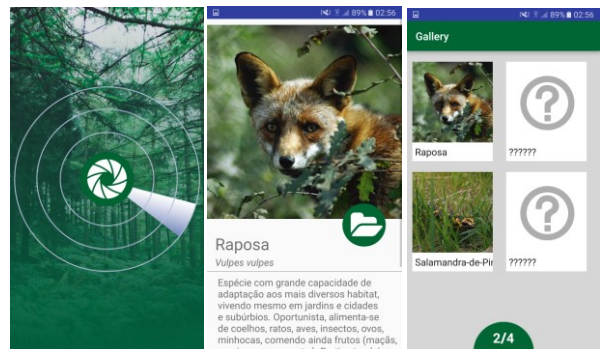 89% 02:56
Raposa
Vulpes vulpes
Espécie com grande capacidade de
adaptação aos mais diversos habitat,
vivendo mesmo em jardins e cidades
e subúrbios. Oportunista, alimenta-se
de coelhos, ratos, aves, insectos, ovos,
minhocas, comendo ainda frutos (maçãs,
89% 02:56
Gallery
Raposa
??????
Salamandra-de-Pin
??????
2/4